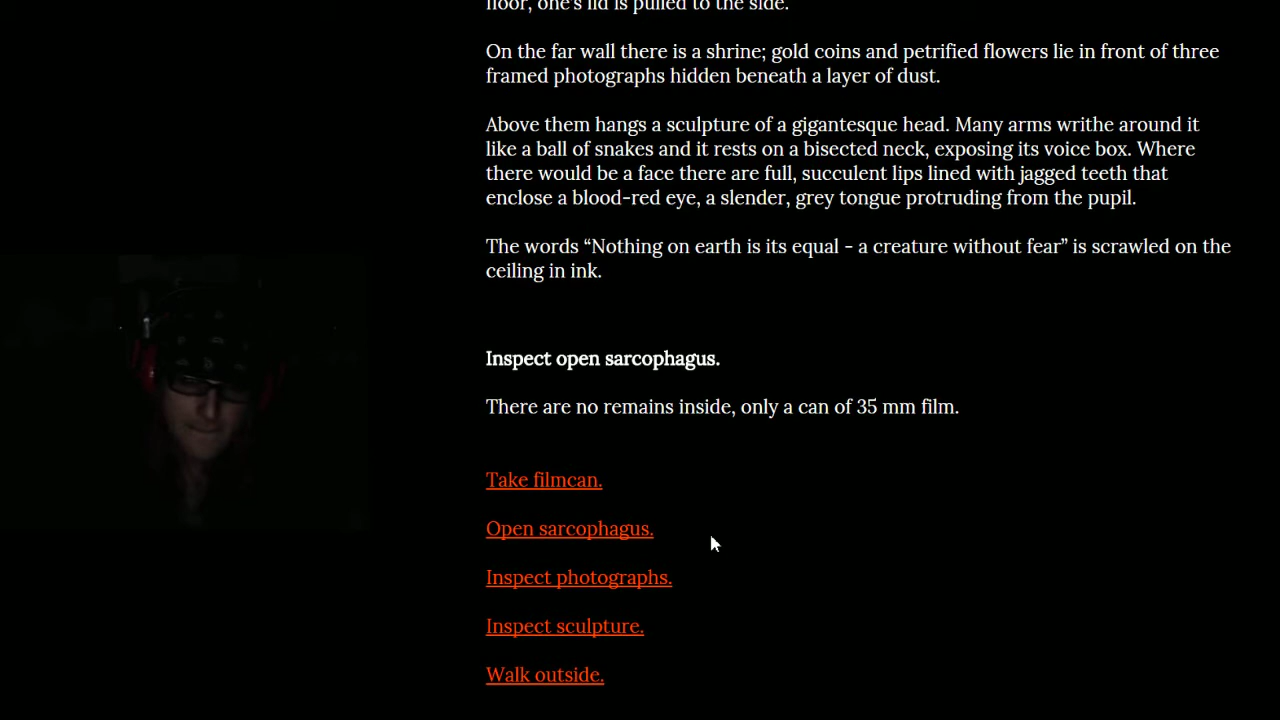 floor, one's lid is pulled to the side.
On the far wall there is a shrine; gold coins and petrified flowers lie in front of three
framed photographs hidden beneath a layer of dust.
Above them hangs a sculpture of a gigantesque head. Many arms writhe around it
like a ball of snakes and it rests on a bisected neck, exposing its voice box. Where
there would be a face there are full, succulent lips lined with jagged teeth that
enclose a blood-red eye, a slender, grey tongue protruding from the pupil.
The words “Nothing on earth is its equal - a creature without fear” is scrawled on the
ceiling in ink.
Inspect open sarcophagus.
There are no remains inside, only a can of 35 mm film.
Take filmcan.
Open sarcophagus.
Inspect photographs.
Inspect sculpture.
Walk outside.